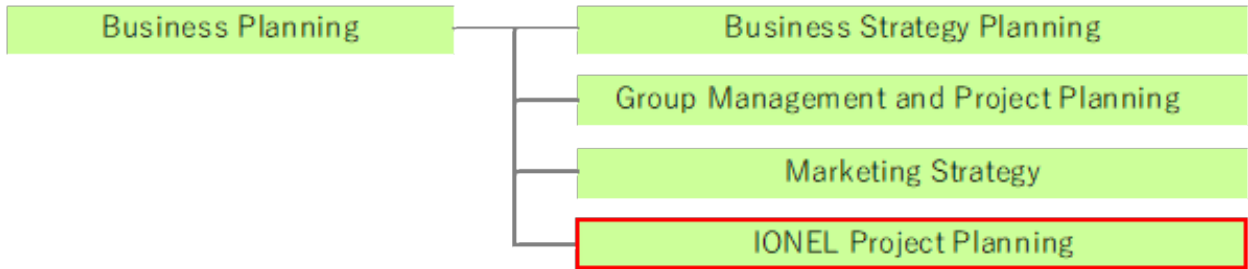 Business Planning
Business Strategy Planning
Group Management and Project Planning
Marketing Strategy
IONEL Project Planning